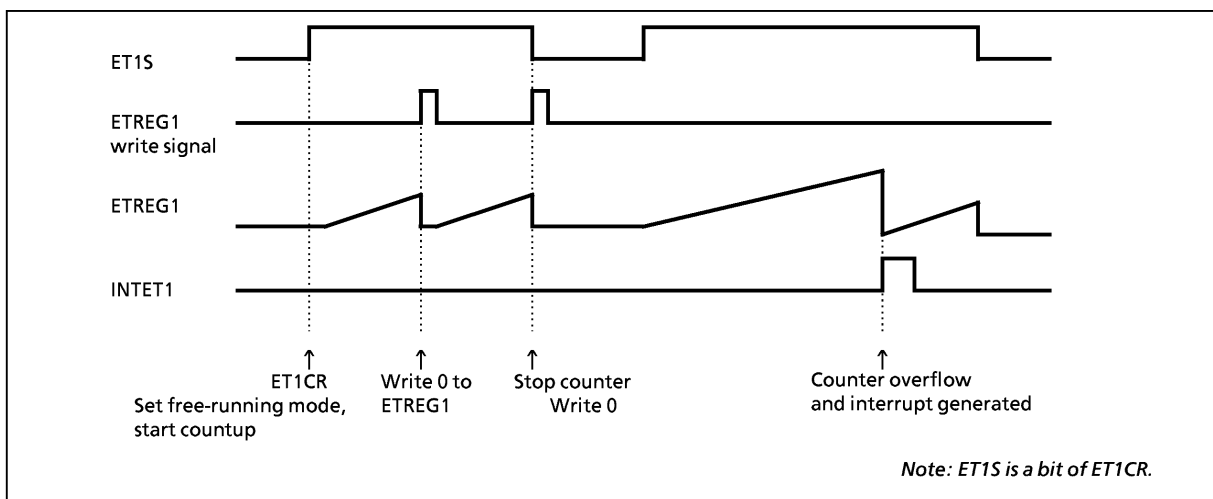 ET1S
ETREG1
write signal
ETREG1
INTET1
ET1CR
Set free-running mode,
start countup
Write 0 to
ETREG1
Stop counter
Write 0
Counter overflow
and interrupt generated
Note: ET1S is a bit of ET1CR.